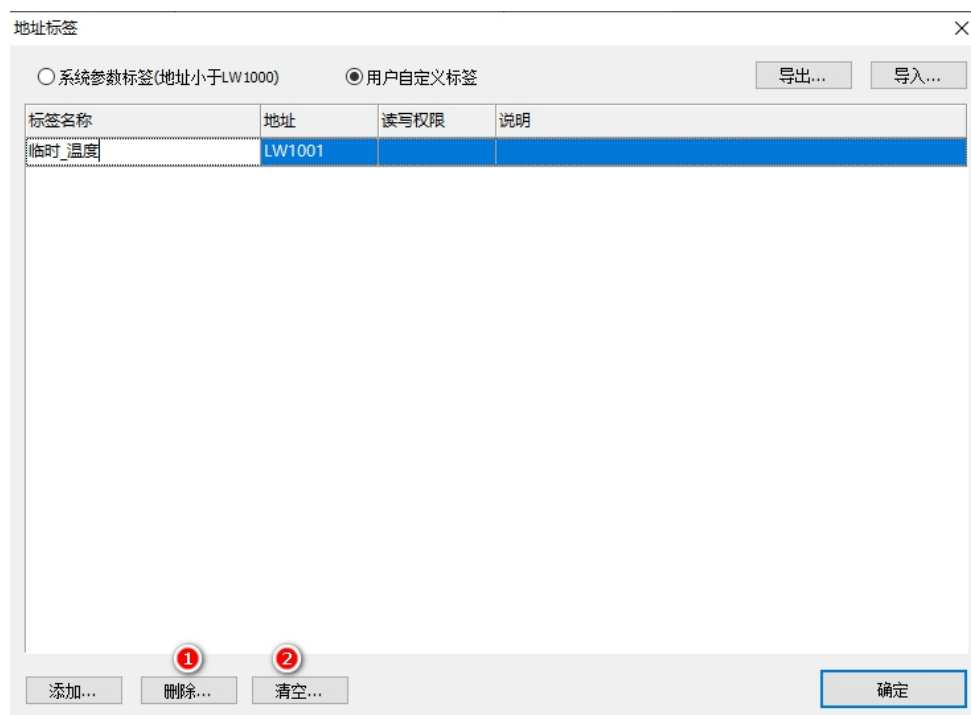 地址标签
系统参数标签(地址小于LW1000) 用户自定义标签 导出... 导入...
标签名称 地址 读写权限 说明
临时_温度 LW1001
1 2
添加... 删除... 清空... 确定